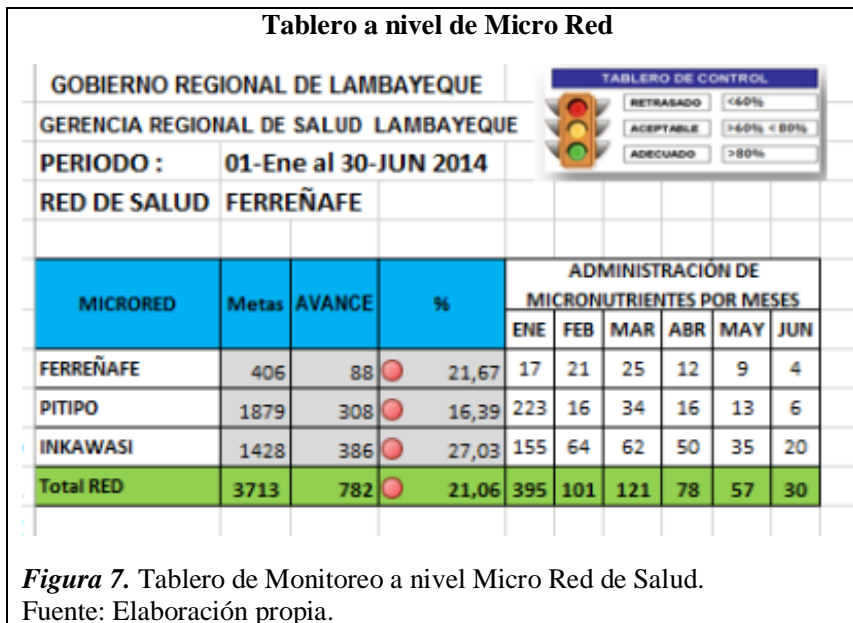 Tablero a nivel de Micro Red
GOBIERNO REGIONAL DE LAMBAYEQUE
GERENCIA REGIONAL DE SALUD LAMBAYEQUE
PERIODO : 01-Ene al 30-JUN 2014
RED DE SALUD FERREÑAFE
TABLERO DE CONTROL
RETRASADO <60%
ACEPTABLE >60% < 80%
ADECUADO >80%
MICRORED Metas AVANCE % ADMINISTRACIÓN DE MICRONUTRIENTES POR MESES
ENE FEB MAR ABR MAY JUN
FERREÑAFE 406 88 21,67 17 21 25 12 9 4
PITIPO 1879 308 16,39 223 16 34 16 13 6
INKAWASI 1428 386 27,03 155 64 62 50 35 20
Total RED 3713 782 21,06 395 101 121 78 57 30
Figura 7. Tablero de Monitoreo a nivel Micro Red de Salud.
Fuente: Elaboración propia.